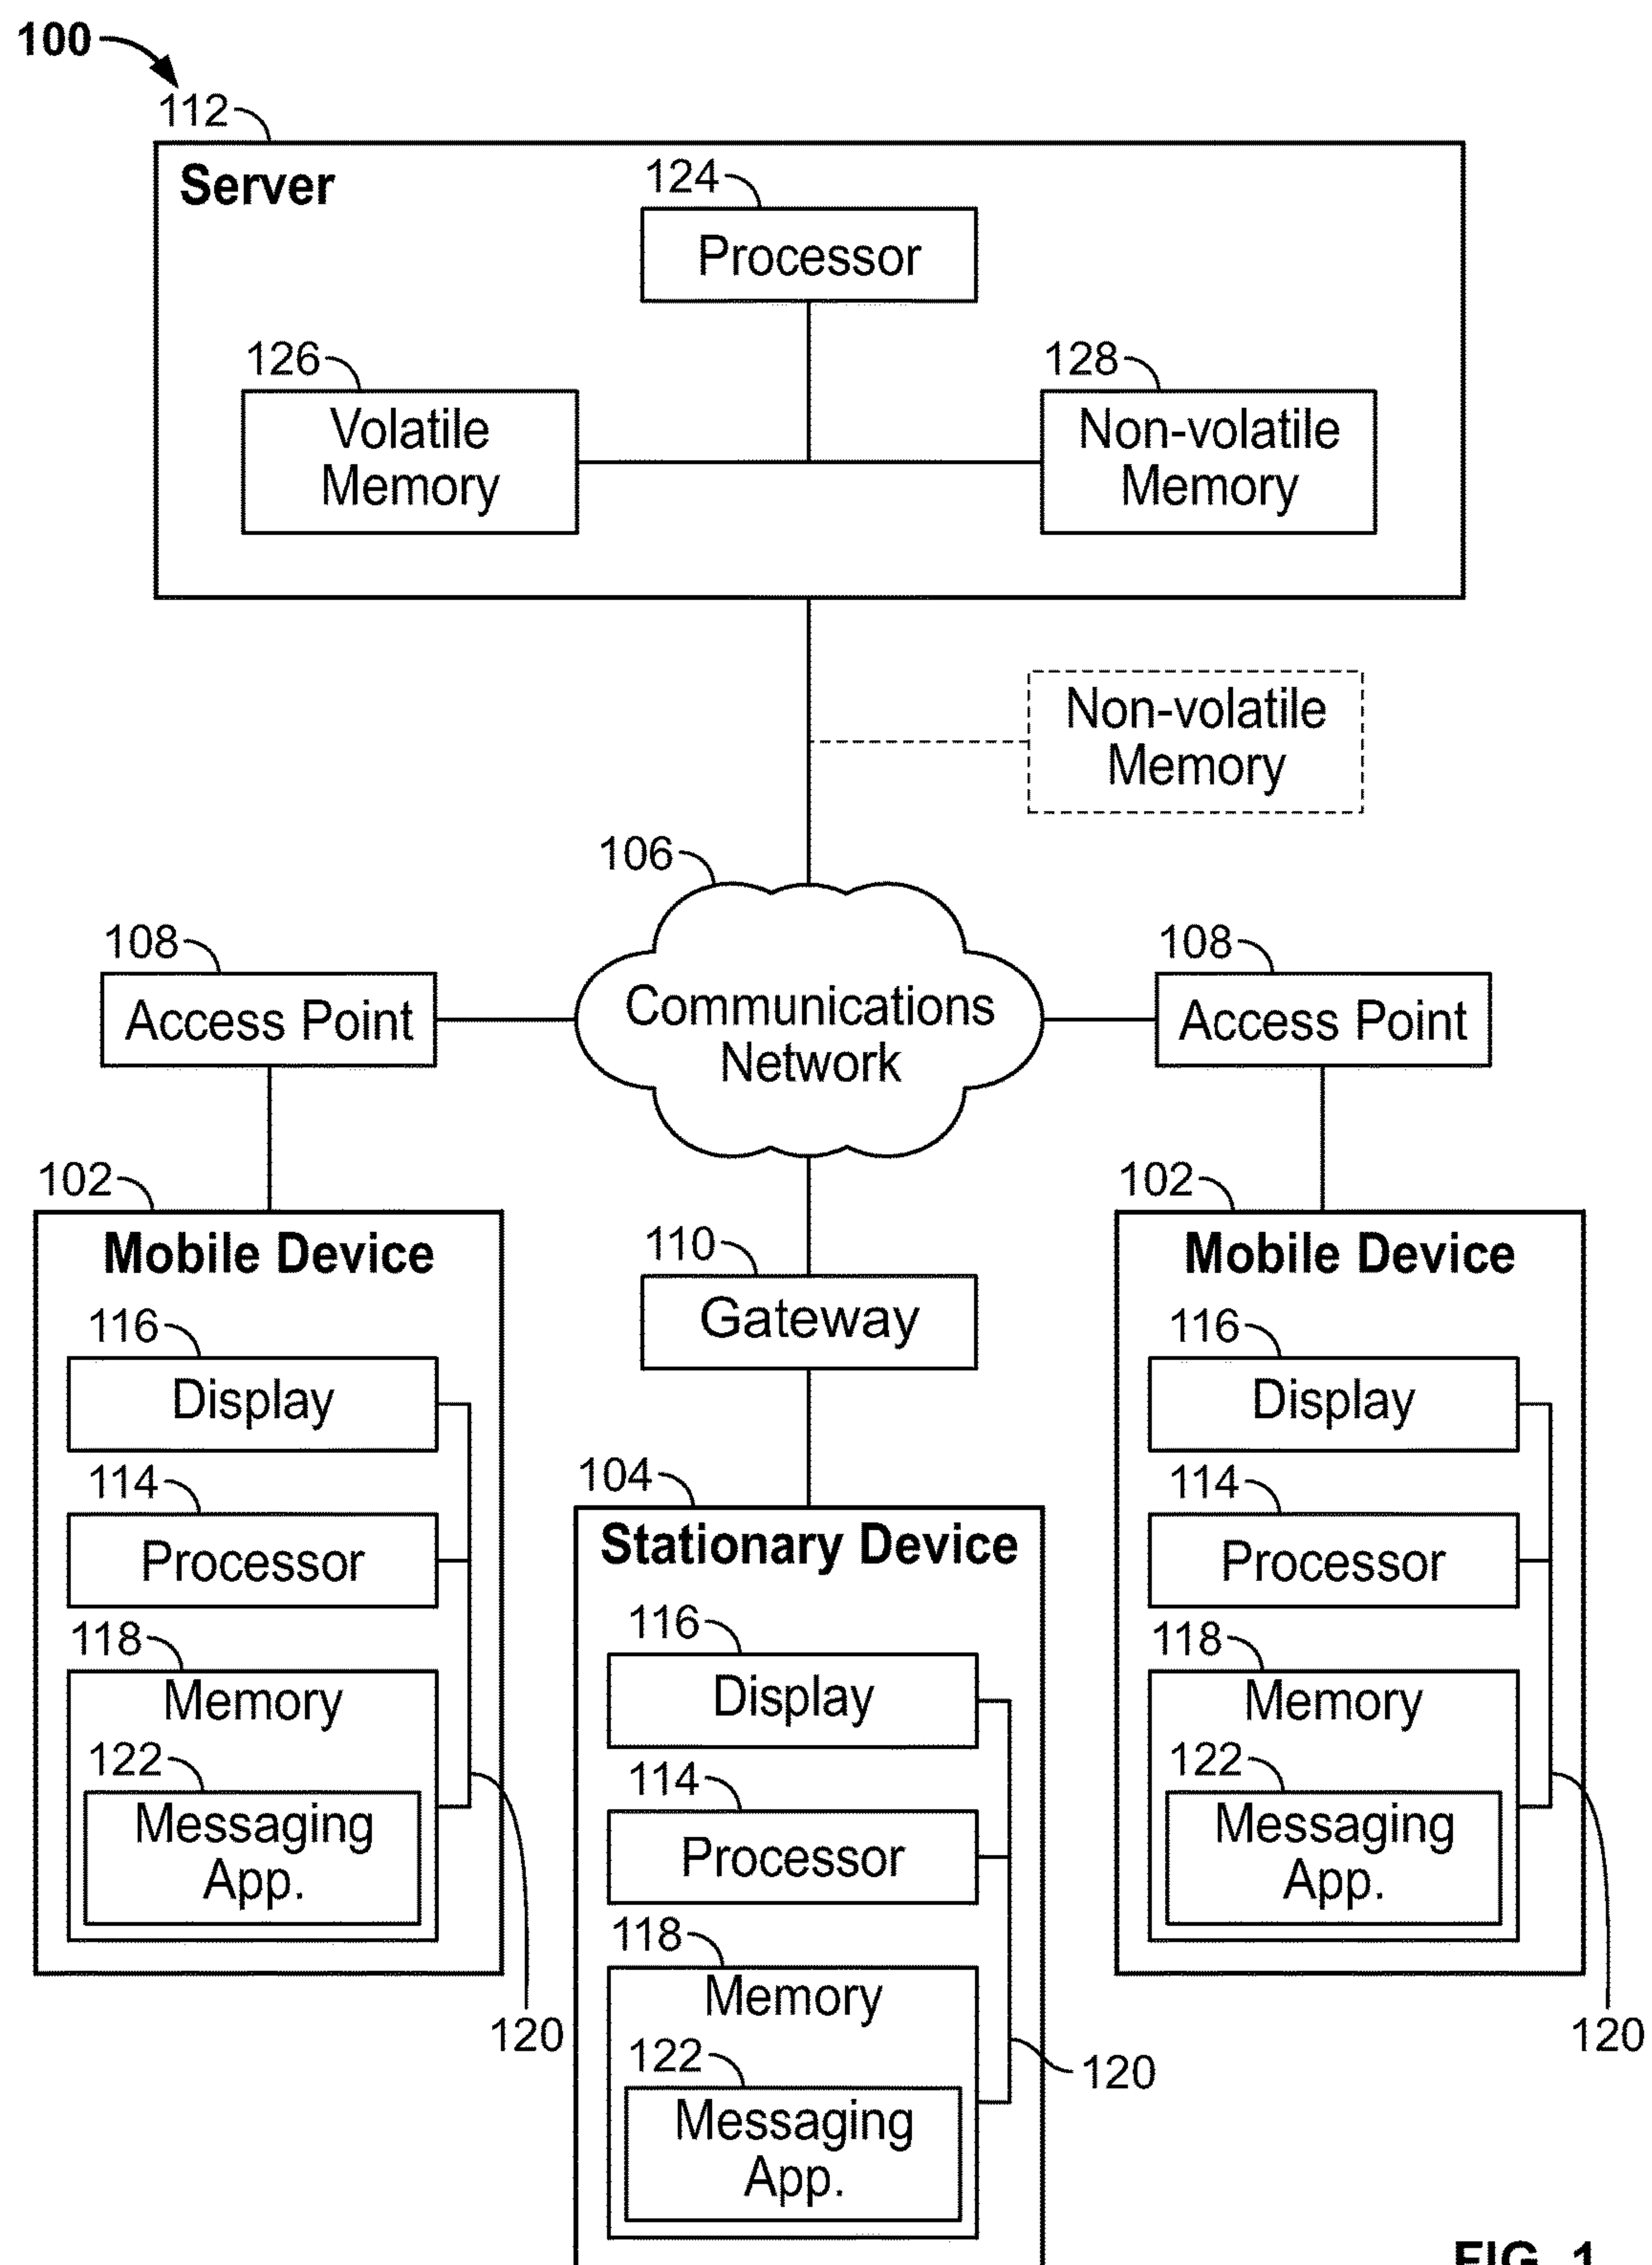 100
112
Server
124
Processor
126
Volatile
Memory
128
Non-volatile
Memory
Non-volatile
Memory
106
Communications
Network
108
Access Point
108
Access Point
102
Mobile Device
116
Display
114
Processor
118
Memory
122
Messaging
App.
120
110
Gateway
104
Stationary Device
116
Display
114
Processor
118
Memory
122
Messaging
App.
120
102
Mobile Device
116
Display
114
Processor
118
Memory
122
Messaging
App.
120
FIG. 1